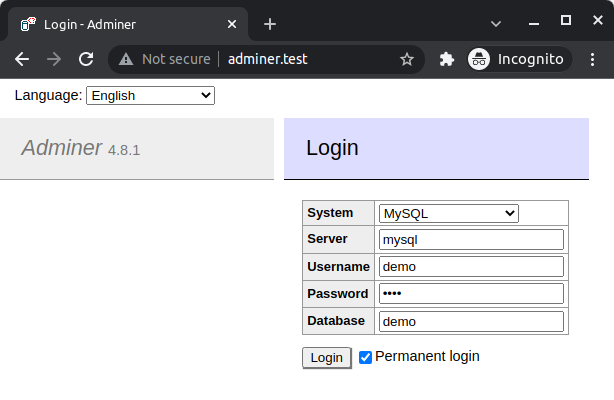 Login - Adminer
Not secure adminer.test Incognito
Language: English
Adminer 4.8.1
Login
System MySQL
Server mysql
Username demo
Password ••••
Database demo
Login Permanent login